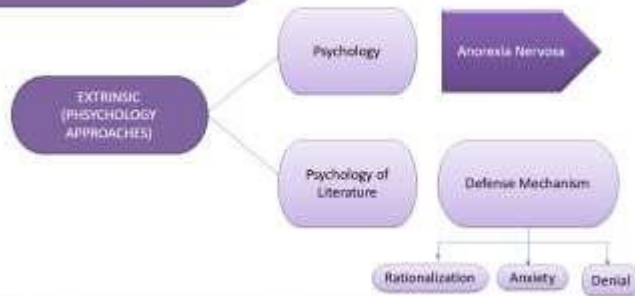 Psychology
Anorexia Nervosa
EXTRINSIC
(PHSYCHOLOGY
APPROACHES)
Psychology of
Literature
Defense Mechanism
Rationalization
Anxiety
Denial